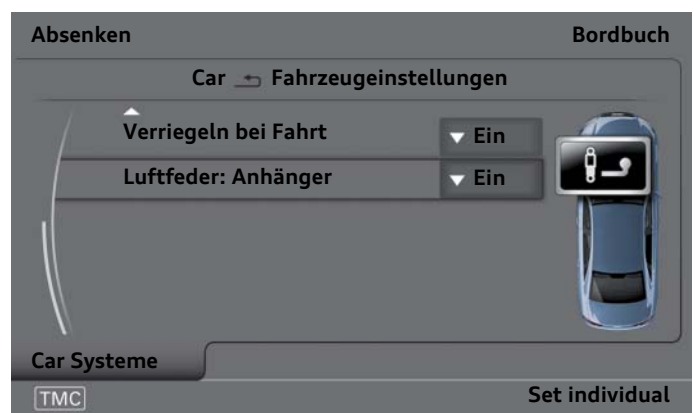 Absenken Bordbuch
Car Fahrzeugeinstellungen
Verriegeln bei Fahrt Ein
Luftfeder: Anhänger Ein
Car Systeme
TMC Set individual